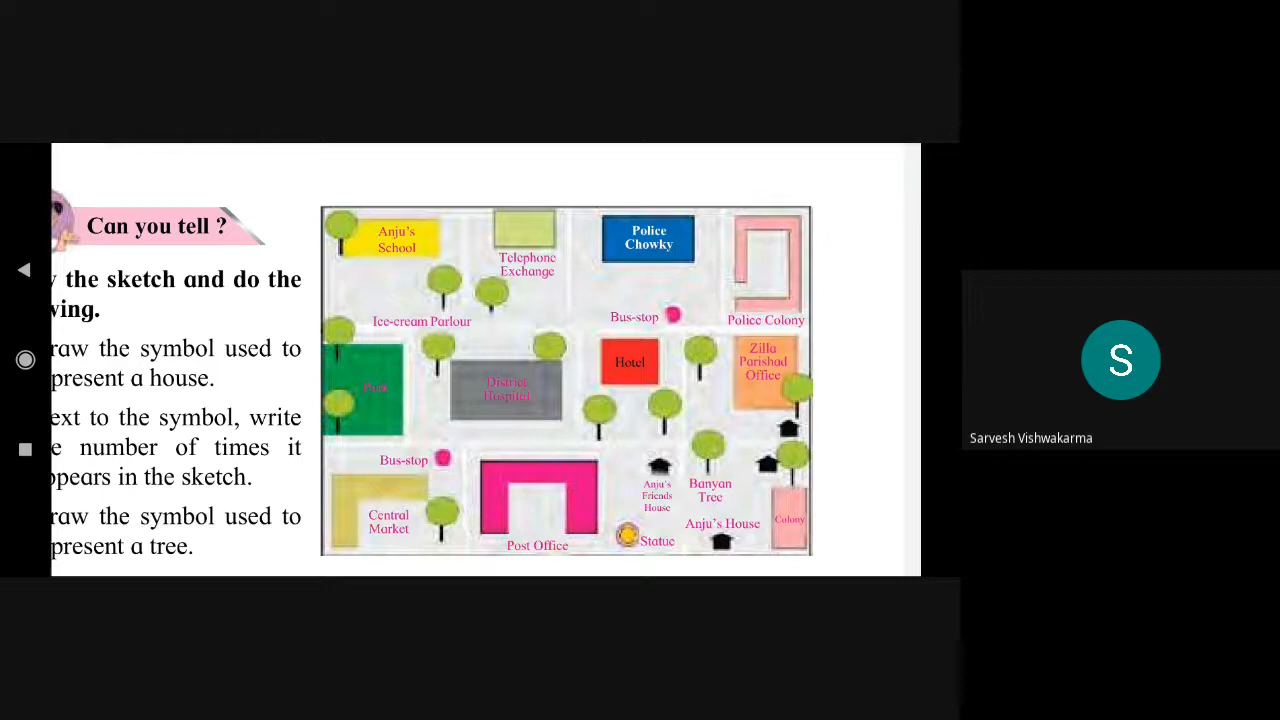 Can you tell ?
the sketch and do the
raw the symbol used to
present a house.
ext to the symbol, write
e number of times it
ppears in the sketch.
raw the symbol used to
present a tree.
Anju's
School
Telephone
Exchange
Police
Chowky
Ice-cream Parlour
Bus-stop
Police Colony
Park
District
Hospital
Hotel
Zilla
Parishad
Office
Bus-stop
Central
Market
Post Office
Anju's
Friends
House
Banyan
Tree
Anju's House
Statue
Colony
S
Sarvesh Vishwakarma